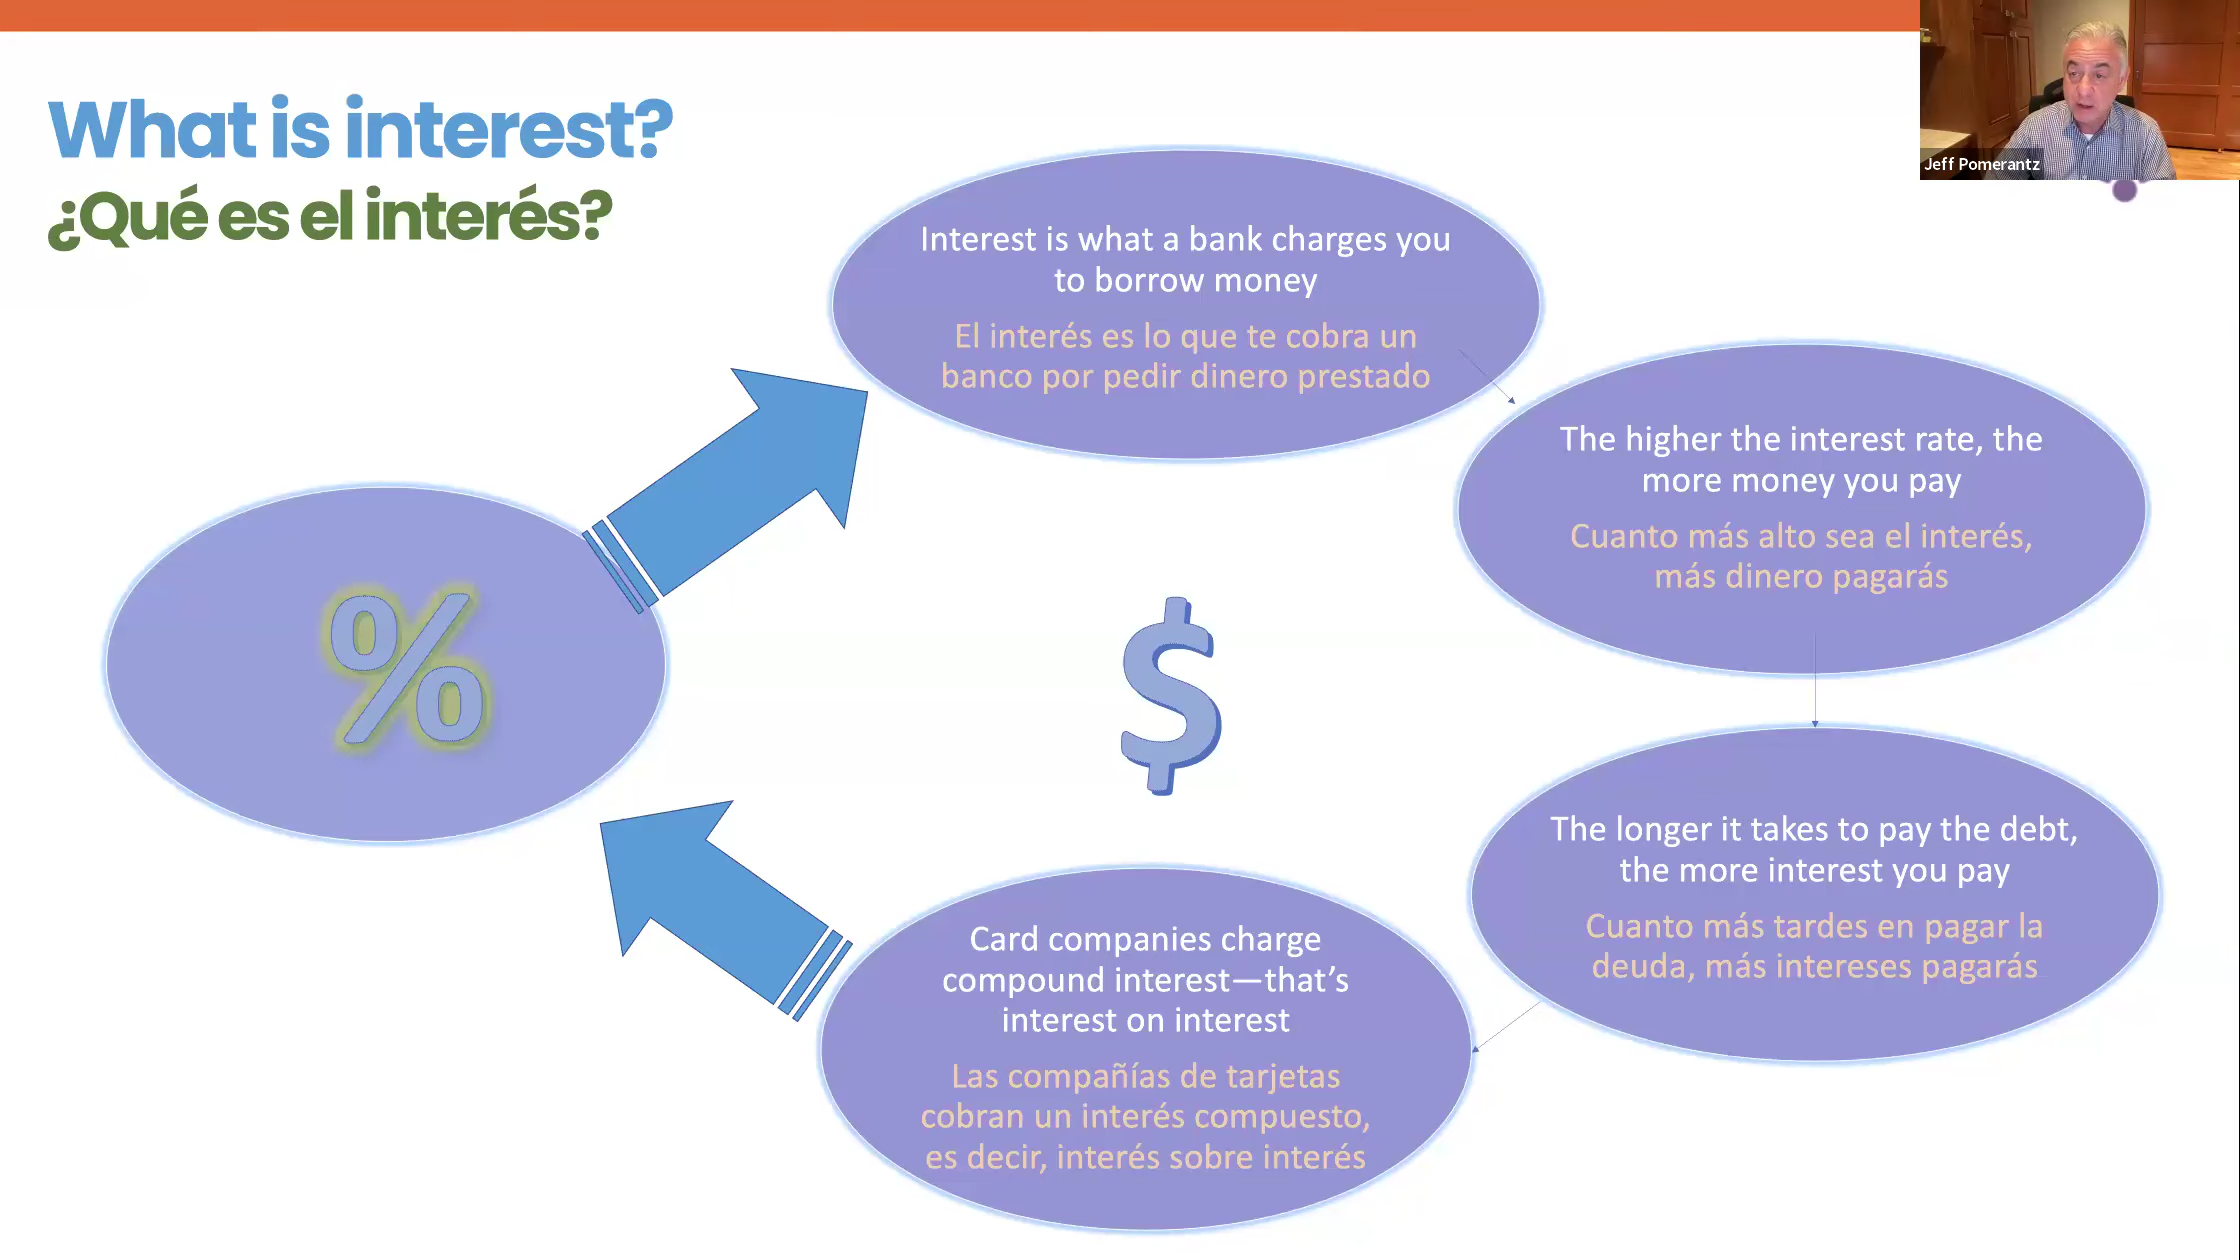 What is interest?
¿Qué es el interés?
Jeff Pomerantz
Interest is what a bank charges you
to borrow money
El interés es lo que te cobra un
banco por pedir dinero prestado
The higher the interest rate, the
more money you pay
Cuanto más alto sea el interés,
más dinero pagarás
%
$
The longer it takes to pay the debt,
the more interest you pay
Cuanto más tardes en pagar la
deuda, más intereses pagarás
Card companies charge
compound interest—that’s
interest on interest
Las compañías de tarjetas
cobran un interés compuesto,
es decir, interés sobre interés